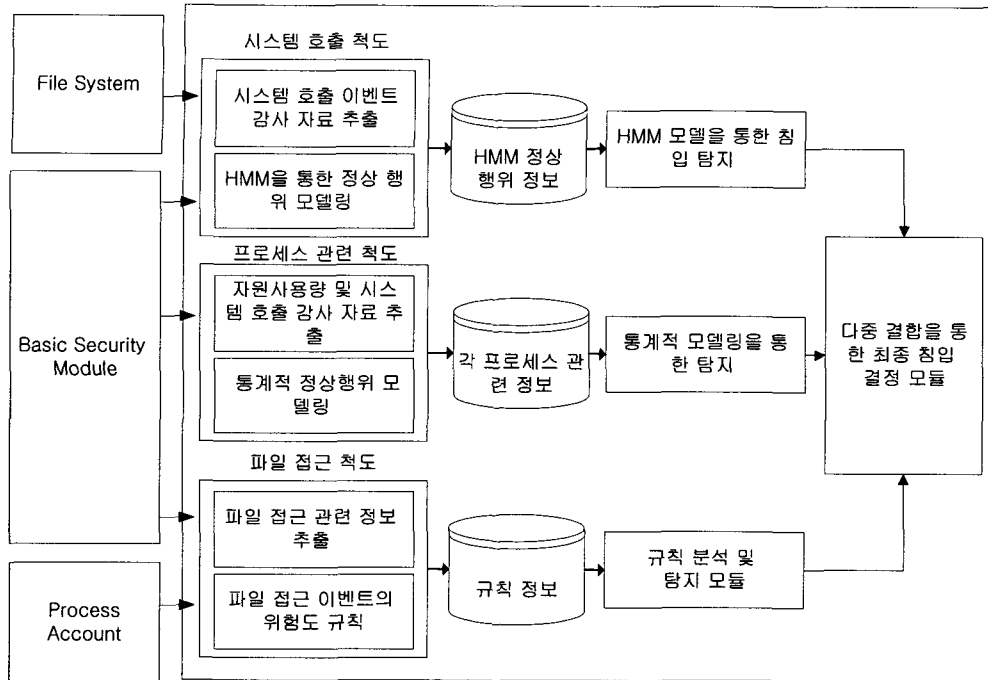 File System
Basic Security
Module
Process
Account
시스템 호출 척도
시스템 호출 이벤트
감사 자료 추출
HMM을 통한 정상 행
위 모델링
HMM 정상
행위 정보
HMM 모델을 통한 침
입 탐지
프로세스 관련 척도
자원사용량 및 시스
템 호출 감사 자료 추
출
통계적 정상행위 모
델링
각 프로세스 관
련 정보
통계적 모델링을 통
한 탐지
다중 결합을 통
한 최종 침입
결정 모듈
파일 접근 척도
파일 접근 관련 정보
추출
파일 접근 이벤트의
위험도 규칙
규칙 정보
규칙 분석 및
탐지 모듈